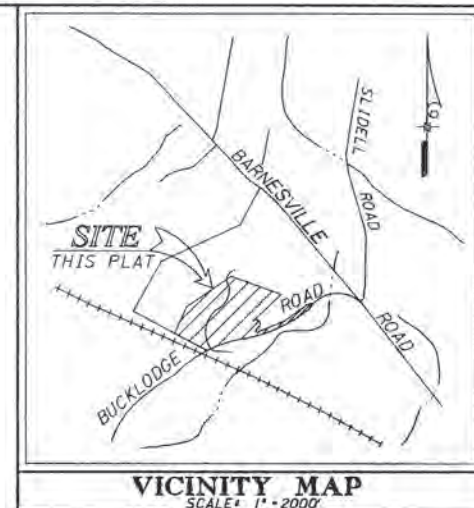 SLIDELL
ROAD
BARNESVILLE
ROAD
SITE
THIS PLAT
ROAD
BUCKLODGE
VICINITY MAP
SCALE: 1" = 2000'